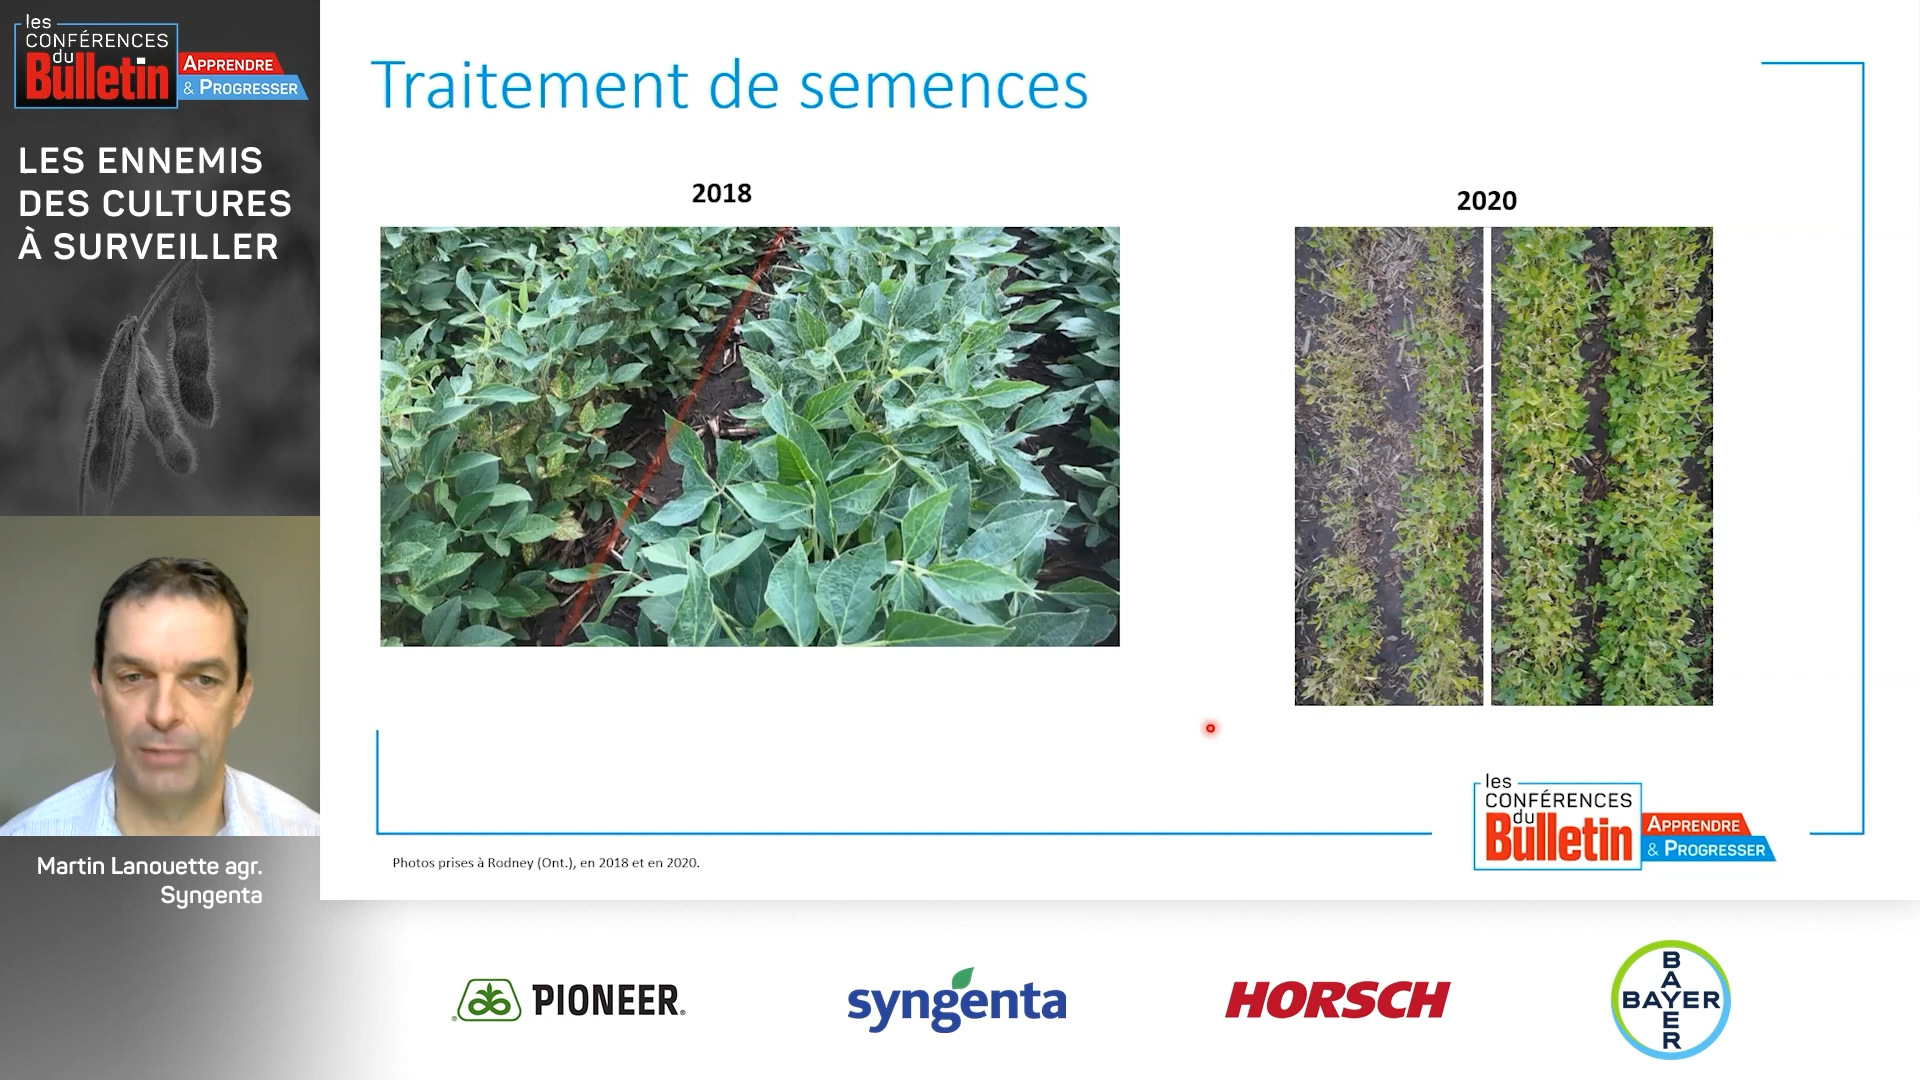 les
CONFÉRENCES
du
Bulletin
APPRENDRE
& PROGRESSER
LES ENNEMIS
DES CULTURES
À SURVEILLER
Martin Lanouette agr.
Syngenta
Traitement de semences
2018
2020
Photos prises à Rodney (Ont.), en 2018 et en 2020.
les
CONFÉRENCES
du
Bulletin
APPRENDRE
& PROGRESSER
PIONEER
syngenta
HORSCH
BAYER
BAYER